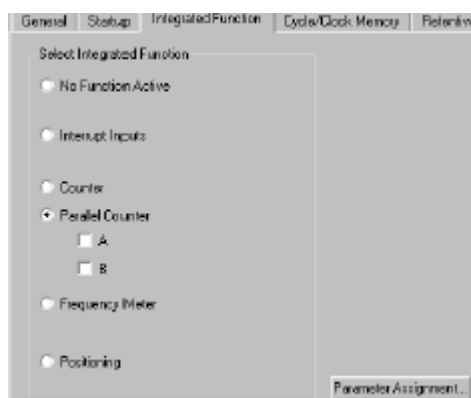 General Startup Integrated Function Cycle/Clock Memory Retentive
Select Integrated Function
No Function Active
Interrupt Inputs
Counter
Parallel Counter
A
B
Frequency Meter
Positioning
Parameter Assignment...